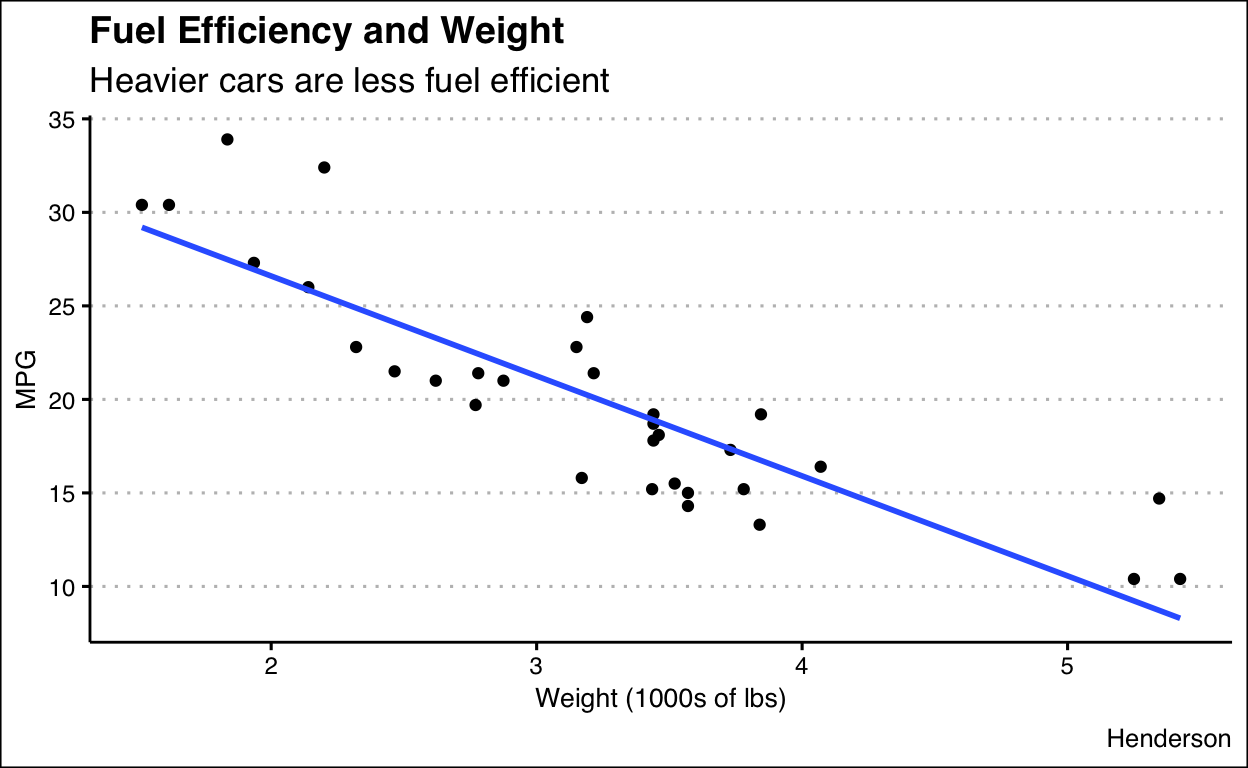 Fuel Efficiency and Weight
Heavier cars are less fuel efficient
35
30
25
20
15
10
MPG
2 3 4 5
Weight (1000s of lbs)
Henderson